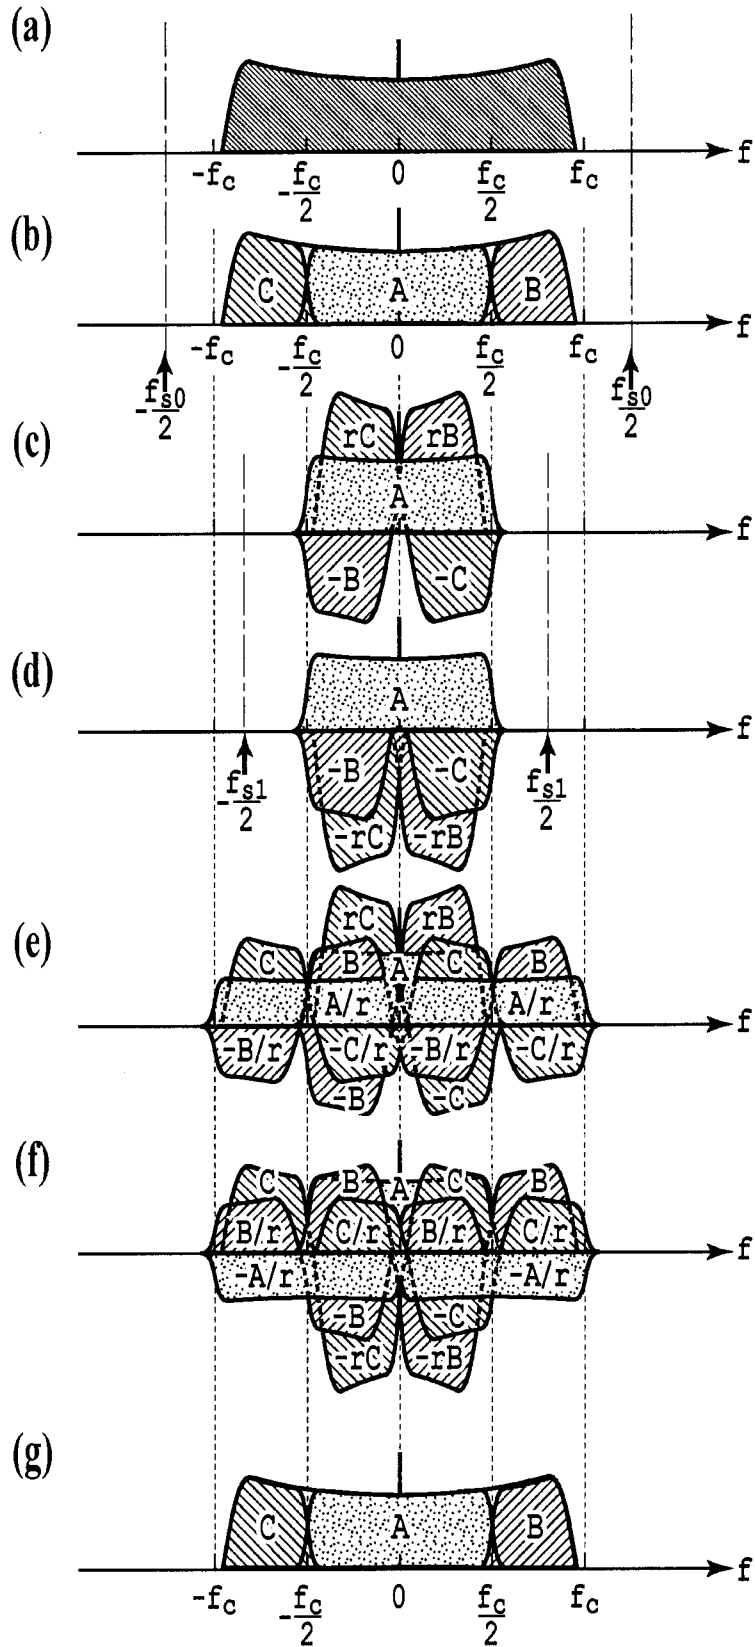 (a)
f
-fc -fc/2 0 fc/2 fc
(b)
C A B
f
-fc -fc/2 0 fc/2 fc
-fs0/2 fs0/2
(c)
rC rB
A
f
-B -C
(d)
A
f
-B -C
-fs1/2 fs1/2
-rC -rB
(e)
rC rB
C B A C B
A/r A/r
f
-B/r -C/r -B/r -C/r
-B -C
(f)
C B A C B
B/r C/r B/r C/r
f
-A/r -A/r
-B -C
-rC -rB
(g)
C A B
f
-fc -fc/2 0 fc/2 fc